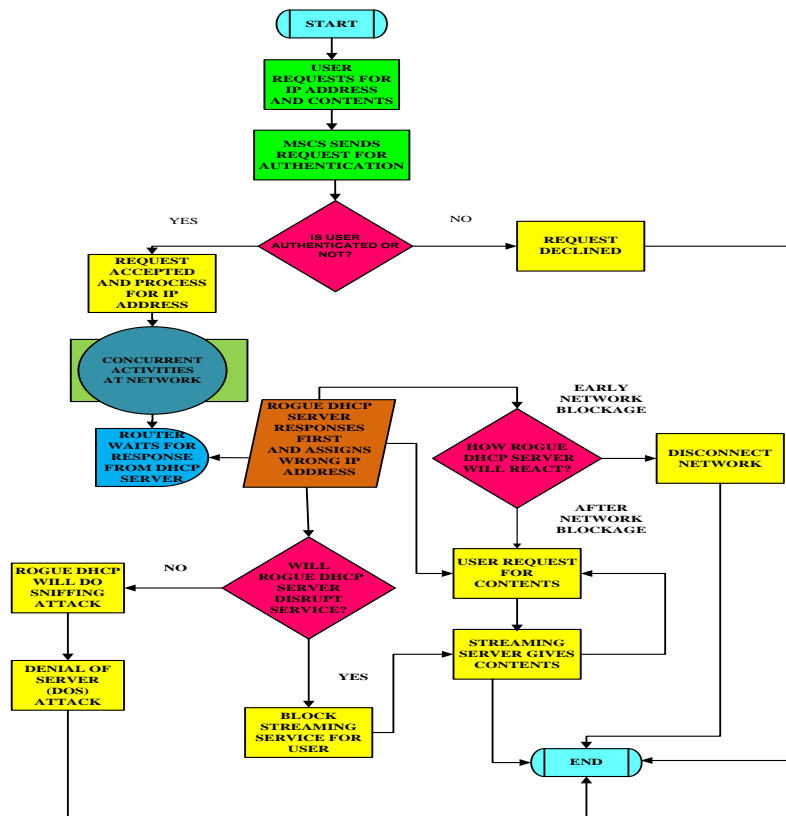 START
USER
REQUESTS FOR
IP ADDRESS
AND CONTENTS
MSCS SENDS
REQUEST FOR
AUTHENTICATION
YES
IS USER
AUTHENTICATED OR
NOT?
NO
REQUEST
DECLINED
REQUEST
ACCEPTED
AND PROCESS
FOR IP
ADDRESS
CONCURRENT
ACTIVITIES
AT NETWORK
ROUTER
WAITS FOR
RESPONSE
FROM DHCP
SERVER
ROGUE DHCP
SERVER
RESPONSES
FIRST
AND ASSIGNS
WRONG IP
ADDRESS
EARLY
NETWORK
BLOCKAGE
HOW ROGUE
DHCP SERVER
WILL REACT?
DISCONNECT
NETWORK
AFTER
NETWORK
BLOCKAGE
USER REQUEST
FOR
CONTENTS
WILL
ROGUE DHCP
SERVER
DISRUPT
SERVICE?
NO
ROGUE DHCP
WILL DO
SNIFFING
ATTACK
STREAMING
SERVER GIVES
CONTENTS
DENIAL OF
SERVER
(DOS)
ATTACK
YES
BLOCK
STREAMING
SERVICE FOR
USER
END